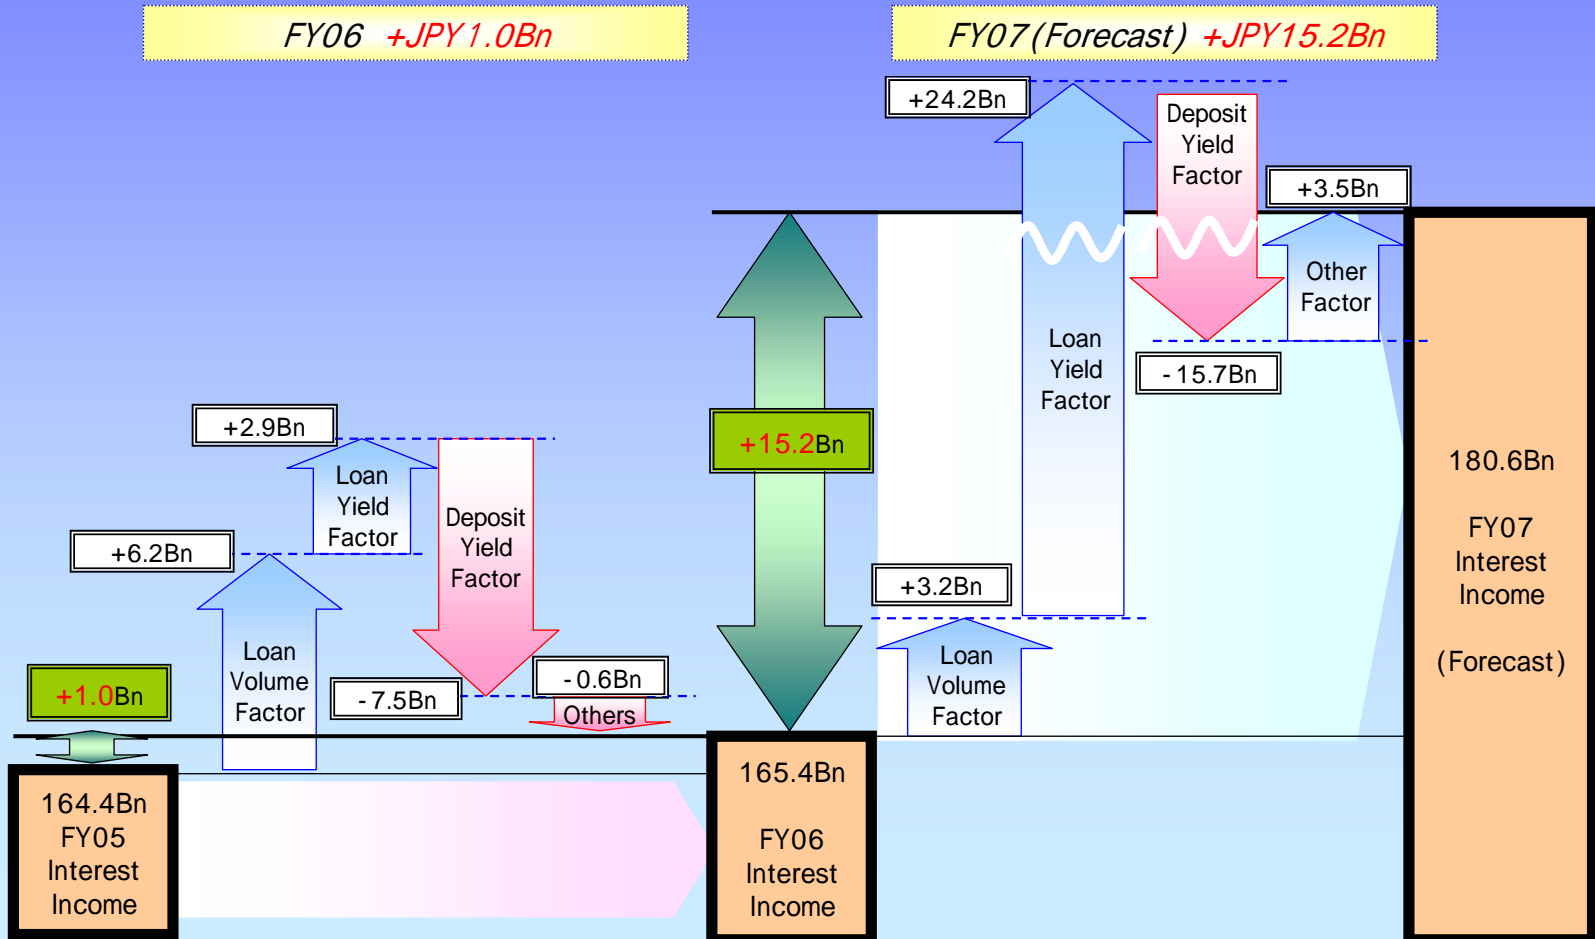 FY06 +JPY1.0Bn
FY07(Forecast) +JPY15.2Bn
+24.2Bn
Deposit
Yield
Factor
+3.5Bn
Other
Factor
Loan
Yield
Factor
-15.7Bn
+2.9Bn
+15.2Bn
Loan
Yield
Factor
Deposit
Yield
Factor
+6.2Bn
+3.2Bn
Loan
Volume
Factor
Loan
Volume
Factor
+1.0Bn
-7.5Bn
-0.6Bn
Others
164.4Bn
FY05
Interest
Income
165.4Bn
FY06
Interest
Income
180.6Bn
FY07
Interest
Income
(Forecast)